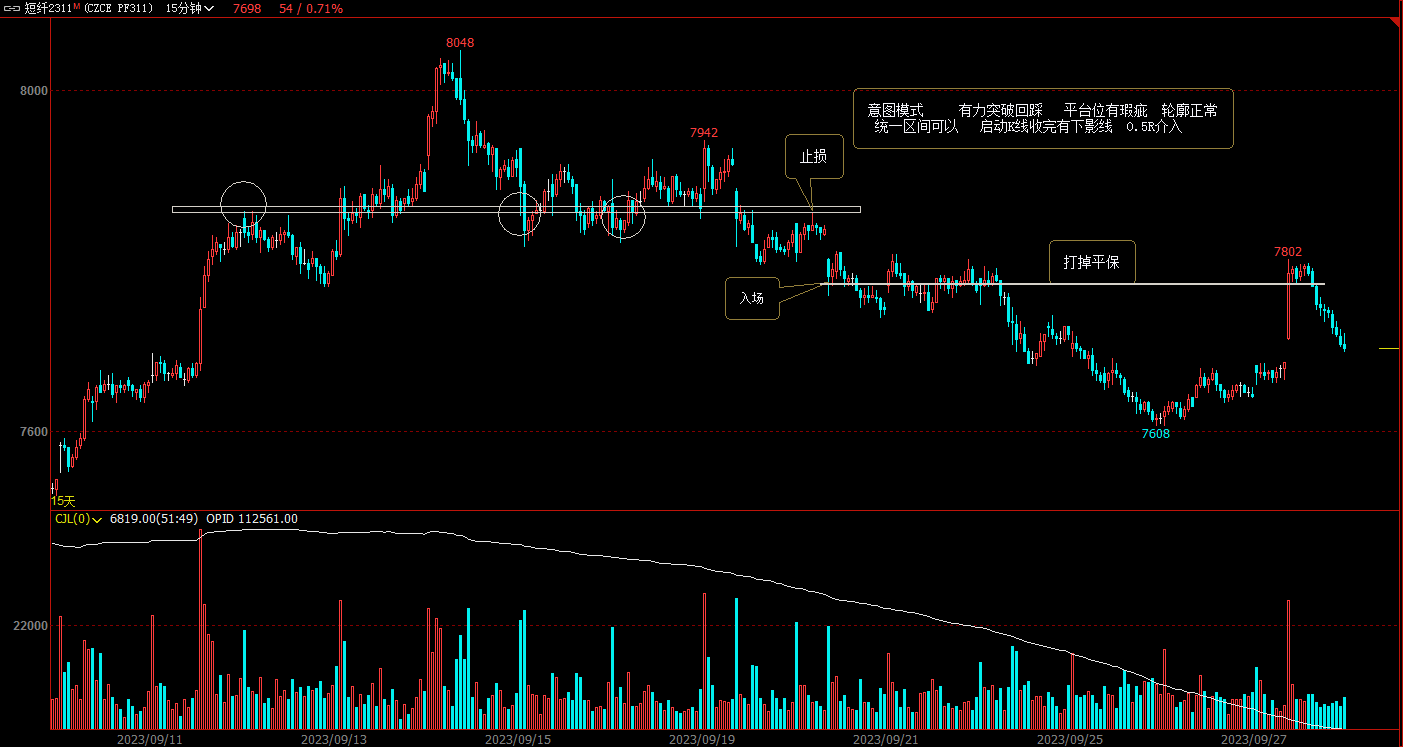 短纤2311ᴹ (CZCE PF311) 15分钟 7698 54 / 0.71%
8048
8000
意图模式 有力突破回踩 平台位有瑕疵 轮廓正常
统一区间可以 启动K线收完有下影线 0.5R介入
7942
止损
打掉平保
7802
入场
7600
7608
15天
CJL(0) 6819.00(51:49) OPID 112561.00
22000
2023/09/11 2023/09/13 2023/09/15 2023/09/19 2023/09/21 2023/09/25 2023/09/27